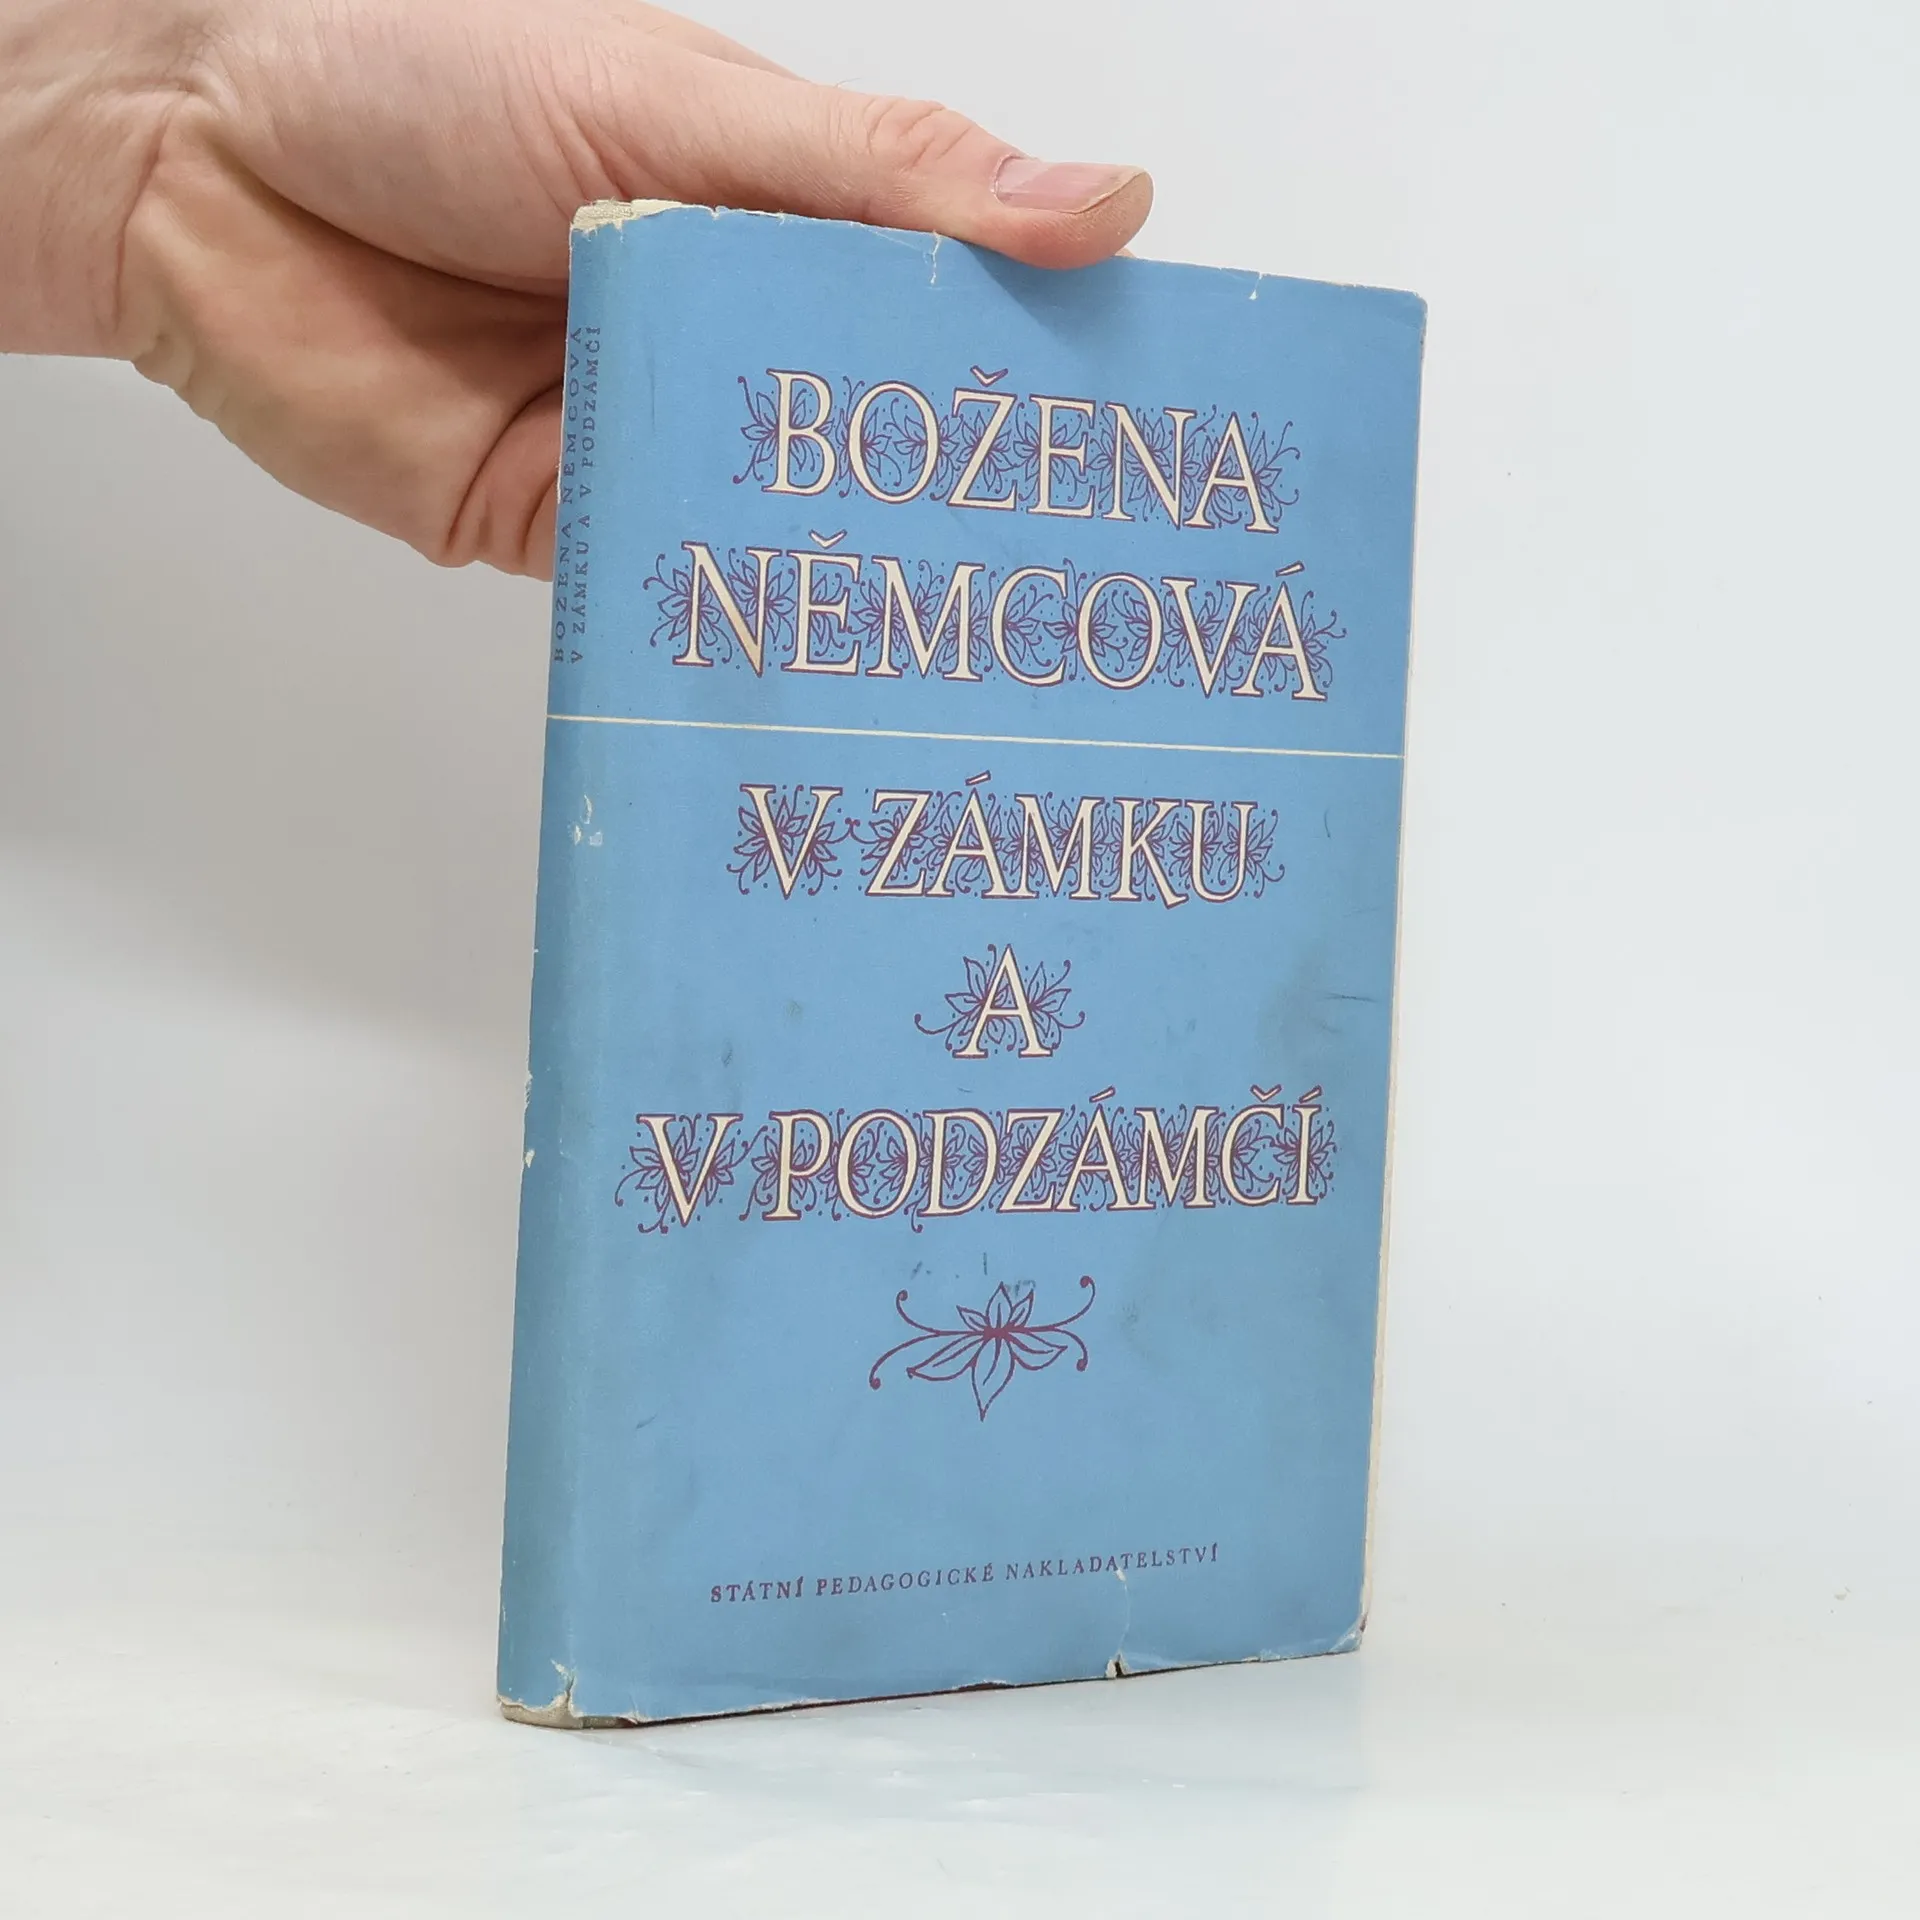 BOŽENA NĚMCOVÁ
V ZÁMKU A V PODZÁMČÍ
BOŽENA
NĚMCOVÁ
V ZÁMKU
A
V PODZÁMČÍ
STÁTNÍ PEDAGOGICKÉ NAKLADATELSTVÍ